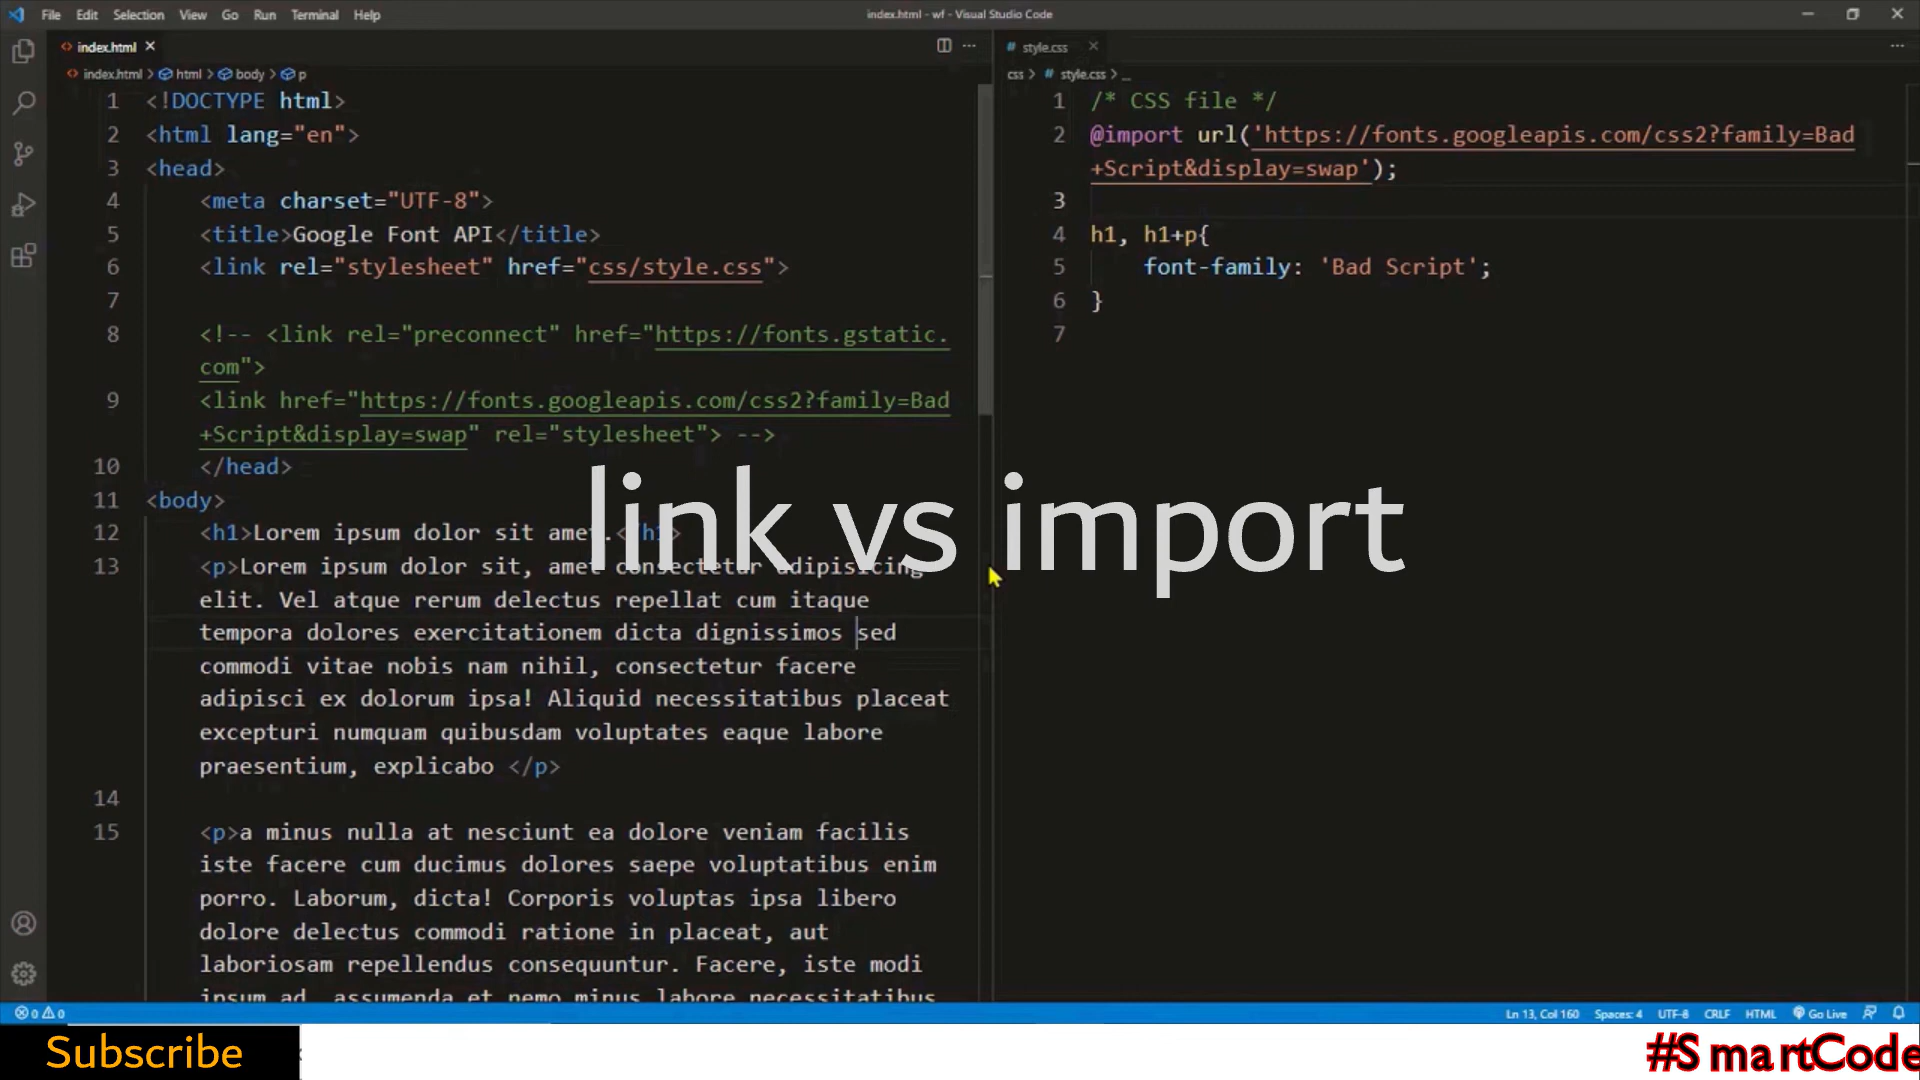 File Edit Selection View Go Run Terminal Help
index.html - wf - Visual Studio Code
index.html
index.html > html > body > p
1 <!DOCTYPE html>
2 <html lang="en">
3 <head>
4 <meta charset="UTF-8">
5 <title>Google Font API</title>
6 <link rel="stylesheet" href="css/style.css">
7
8 <!-- <link rel="preconnect" href="https://fonts.gstatic.
com">
9 <link href="https://fonts.googleapis.com/css2?family=Bad
+Script&display=swap" rel="stylesheet"> -->
10 </head>
11 <body>
12 <h1>Lorem ipsum dolor sit amet.</h1>
13 <p>Lorem ipsum dolor sit, amet consectetur adipisicing
elit. Vel atque rerum delectus repellat cum itaque
tempora dolores exercitationem dicta dignissimos sed
commodi vitae nobis nam nihil, consectetur facere
adipisci ex dolorum ipsa! Aliquid necessitatibus placeat
excepturi numquam quibusdam voluptates eaque labore
praesentium, explicabo </p>
14
15 <p>a minus nulla at nesciunt ea dolore veniam facilis
iste facere cum ducimus dolores saepe voluptatibus enim
porro. Laborum, dicta! Corporis voluptas ipsa libero
dolore delectus commodi ratione in placeat, aut
laboriosam repellendus consequuntur. Facere, iste modi
ipsum ad, assumenda et nemo minus labore necessitatibus
style.css
css > # style.css > ...
1 /* CSS file */
2 @import url('https://fonts.googleapis.com/css2?family=Bad
+Script&display=swap');
3
4 h1, h1+p{
5 font-family: 'Bad Script';
6 }
7
link vs import
0 0
Ln 13, Col 160 Spaces: 4 UTF-8 CRLF HTML Go Live
Subscribe
#SmartCode